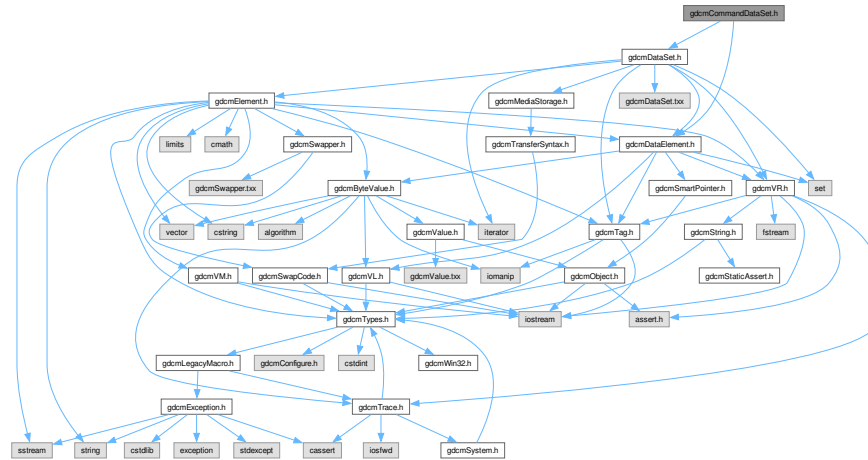 gdcmCommandDataSet.h
gdcmDataSet.h
gdcmElement.h
gdcmMediaStorage.h
gdcmDataSet.txx
limits
cmath
gdcmSwapper.h
gdcmTransferSyntax.h
gdcmDataElement.h
gdcmSwapper.txx
gdcmByteValue.h
gdcmSmartPointer.h
gdcmVR.h
set
vector
cstring
algorithm
gdcmValue.h
iterator
gdcmTag.h
gdcmString.h
fstream
gdcmVM.h
gdcmSwapCode.h
gdcmVL.h
gdcmValue.txx
iomanip
gdcmObject.h
gdcmStaticAssert.h
gdcmTypes.h
iostream
assert.h
gdcmLegacyMacro.h
gdcmConfigure.h
cstdint
gdcmWin32.h
gdcmException.h
gdcmTrace.h
sstream
string
cstdlib
exception
stdexcept
cassert
iosfwd
gdcmSystem.h